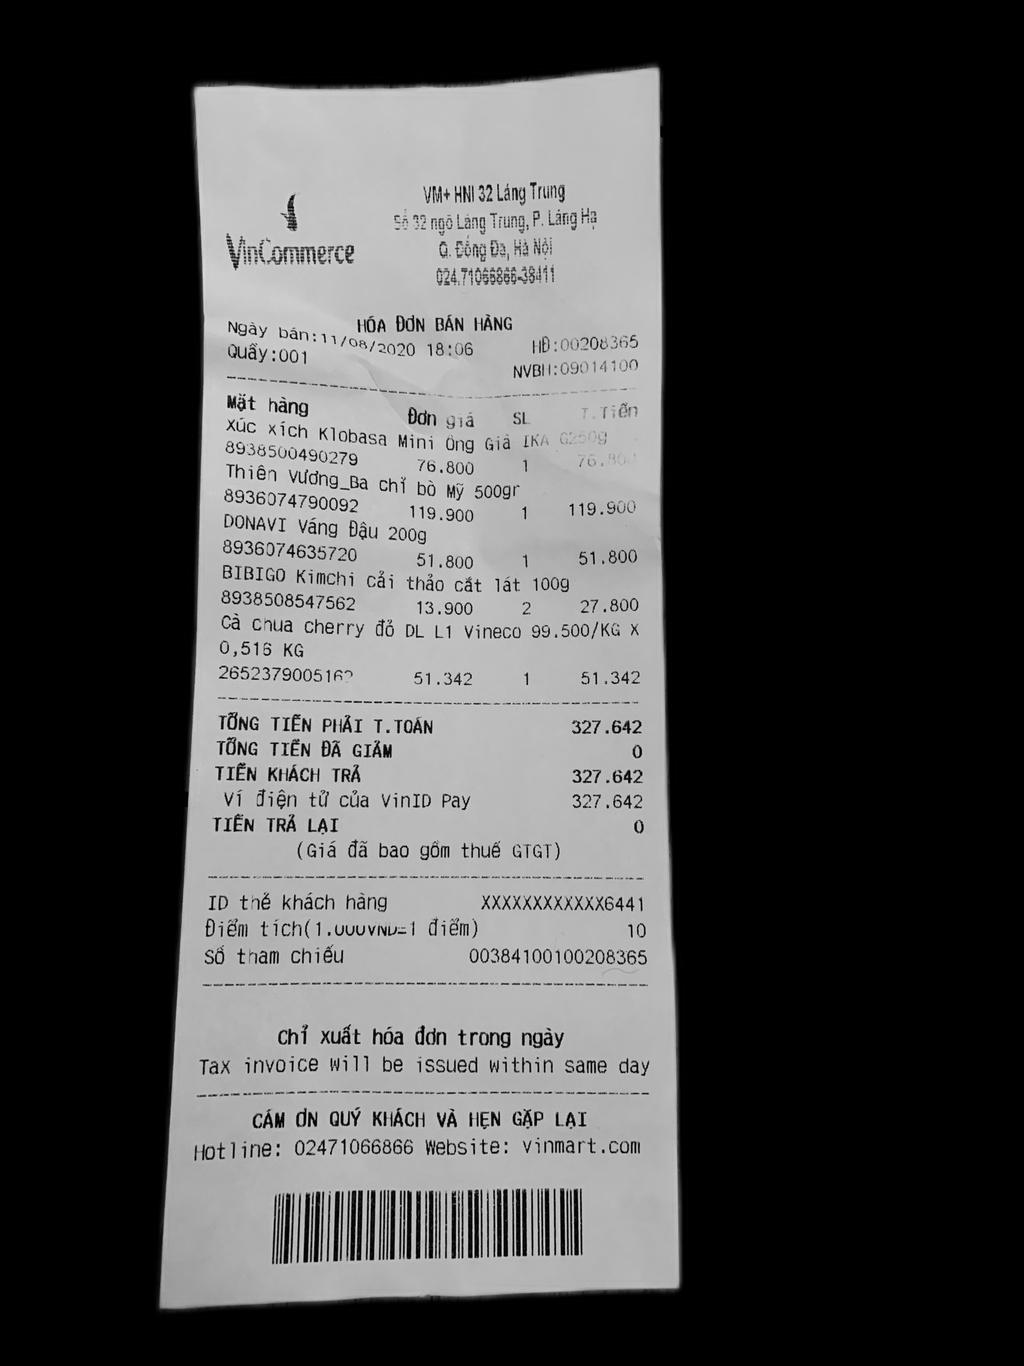 VinCommerce
VM+ HNI 32 Láng Trung
Số 32 ngõ Láng Trung, P. Láng Hạ
Q. Đống Đa, Hà Nội
024.71066866-38411
HÓA ĐƠN BÁN HÀNG
Ngày bán:11/08/2020 18:06 HĐ:00208365
Quầy:001 NVBH:09014100
Mặt hàng Đơn giá SL T.Tiền
Xúc xích Klobasa Mini Ông Già IKA G250g
8938500490279 76.800 1 76.800
Thiên Vương_Ba chỉ bò Mỹ 500gr
8936074790092 119.900 1 119.900
DONAVI Váng Đậu 200g
8936074635720 51.800 1 51.800
BIBIGO Kimchi cải thảo cắt lát 100g
8938508547562 13.900 2 27.800
Cà chua cherry đỏ DL L1 Vineco 99.500/KG X
0,516 KG
2652379005162 51.342 1 51.342
TỔNG TIỀN PHẢI T.TOÁN 327.642
TỔNG TIỀN ĐÃ GIẢM 0
TIỀN KHÁCH TRẢ 327.642
Ví điện tử của VinID Pay 327.642
TIỀN TRẢ LẠI 0
(Giá đã bao gồm thuế GTGT)
ID thẻ khách hàng XXXXXXXXXXXX6441
Điểm tích(1.000VND=1 điểm) 10
Số tham chiếu 00384100100208365
Chỉ xuất hóa đơn trong ngày
Tax invoice will be issued within same day
CÁM ƠN QUÝ KHÁCH VÀ HẸN GẶP LẠI
Hotline: 02471066866 Website: vinmart.com